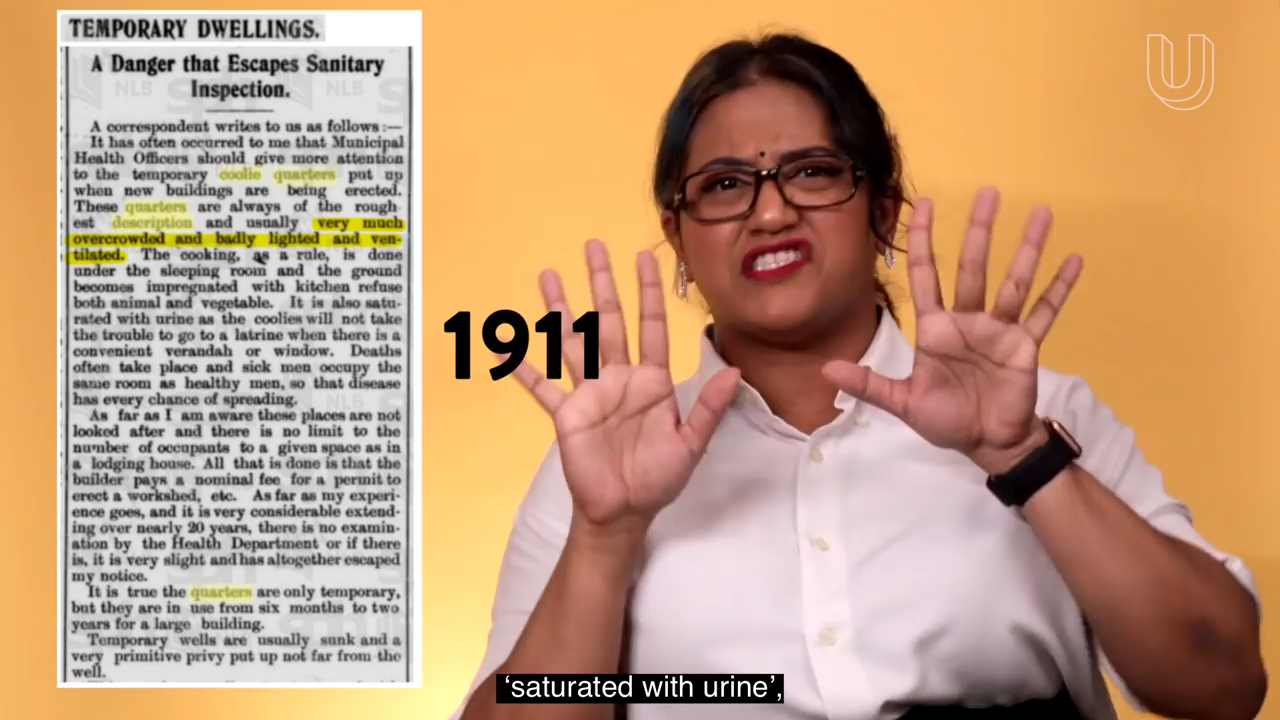 TEMPORARY DWELLINGS.
A Danger that Escapes Sanitary
Inspection.
A correspondent writes to us as follows :—
It has often occurred to me that Municipal
Health Officers should give more attention
to the temporary coolie quarters put up
when new buildings are being erected.
These quarters are always of the rough-
est description and usually very much
overcrowded and badly lighted and ven-
tilated. The cooking, as a rule, is done
under the sleeping room and the ground
becomes impregnated with kitchen refuse
both animal and vegetable. It is also satu-
rated with urine as the coolies will not take
the trouble to go to a latrine when there is a
convenient verandah or window. Deaths
often take place and sick men occupy the
same room as healthy men, so that disease
has every chance of spreading.
As far as I am aware these places are not
looked after and there is no limit to the
number of occupants to a given space as in
a lodging house. All that is done is that the
builder pays a nominal fee for a permit to
erect a workshed, etc. As far as my experi-
ence goes, and it is very considerable extend-
ing over nearly 20 years, there is no examin-
ation by the Health Department or if there
is, it is very slight and has altogether escaped
my notice.
It is true the quarters are only temporary,
but they are in use from six months to two
years for a large building.
Temporary wells are usually sunk and a
very primitive privy put up not far from the
well.
1911
U
‘saturated with urine’,